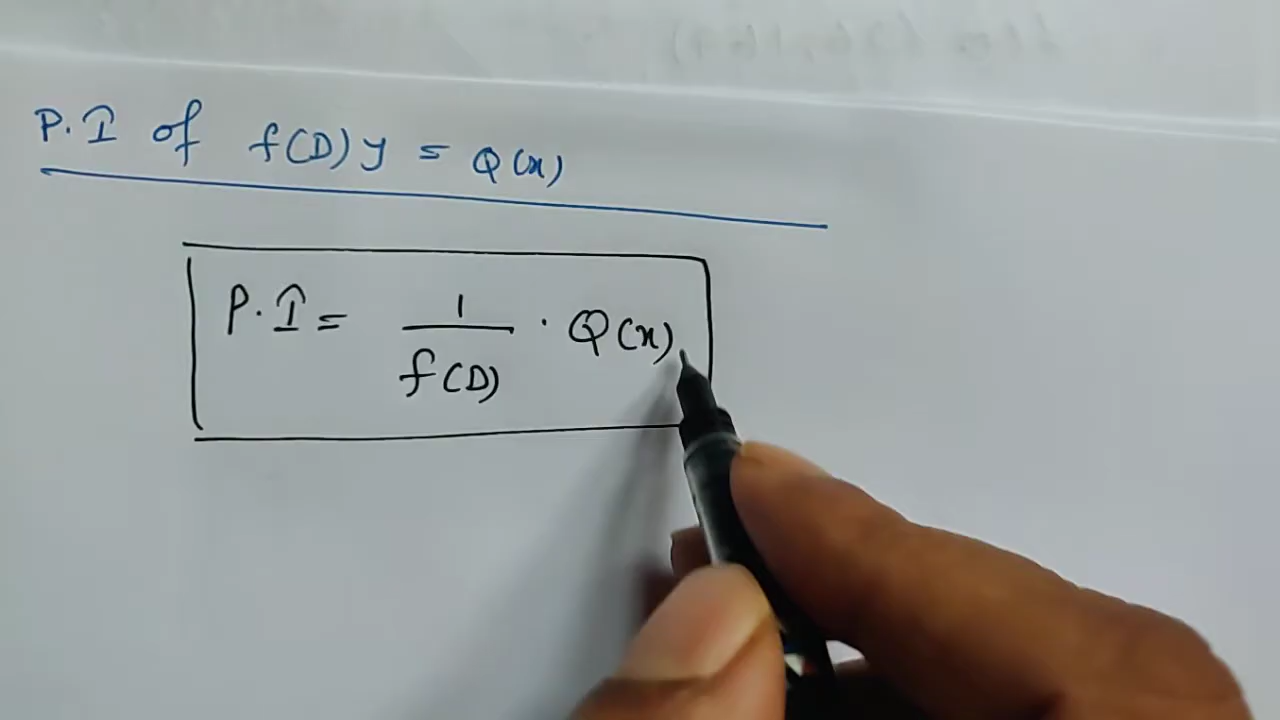 P.I of f(D)y = Q(x)
P.I = 1/f(D) · Q(x)